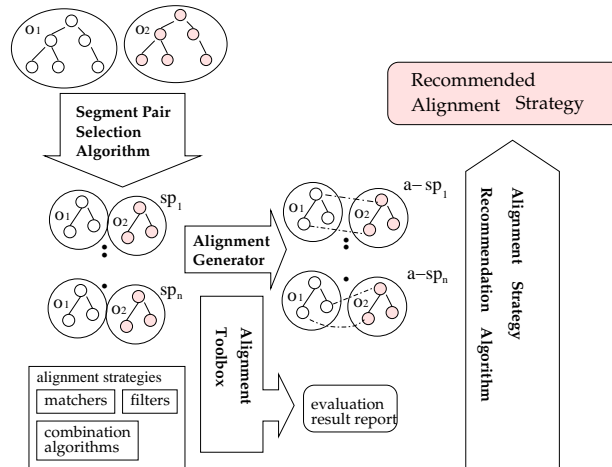 O1
O2
Recommended
Alignment Strategy
Segment Pair
Selection
Algorithm
O1
O2
sp1
Alignment
Generator
O1
O2
a-sp1
O1
O2
spn
O1
O2
a-spn
Alignment Strategy
Recommendation Algorithm
Alignment
Toolbox
alignment strategies
matchers
filters
combination
algorithms
evaluation
result report